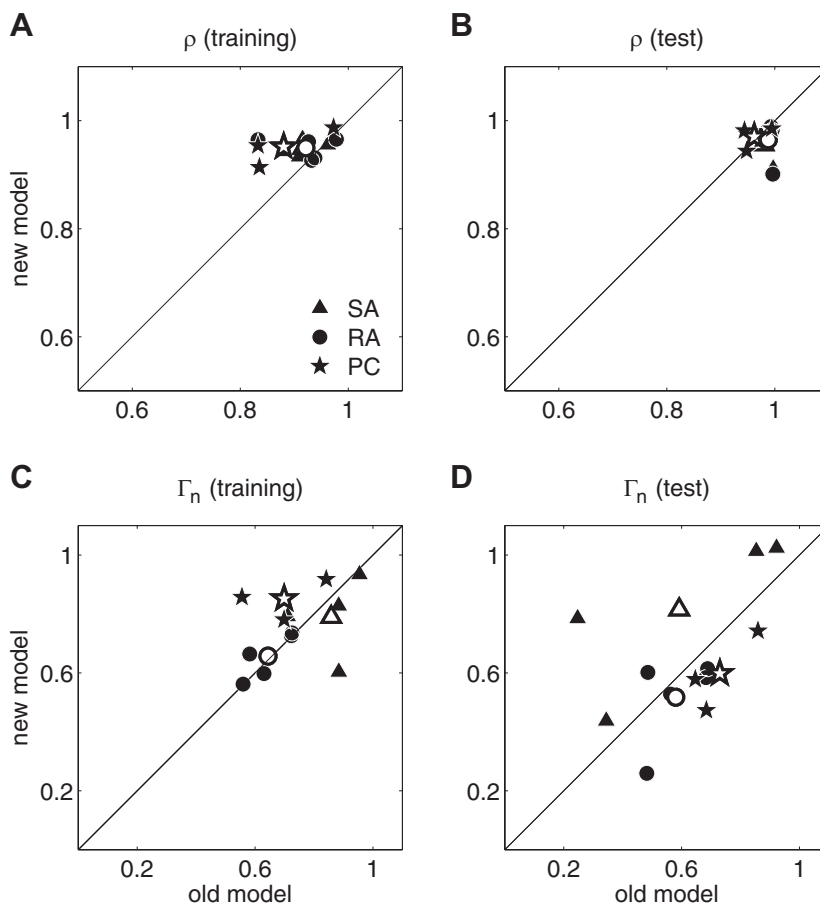 A
ρ (training)
B
ρ (test)
1
0.8
0.6
new model
SA
RA
PC
0.6
0.8
1
1
0.8
0.6
0.6
0.8
1
C
Γn (training)
D
Γn (test)
1
0.6
0.2
new model
0.2
0.6
1
old model
1
0.6
0.2
0.2
0.6
1
old model